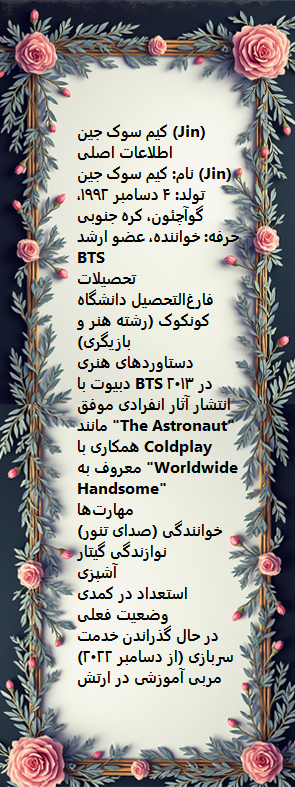 کیم سوک جین (Jin)
اطلاعات اصلی
نام: کیم سوک جین (Jin)
تولد: ۴ دسامبر ۱۹۹۲،
گوآچئون، کره جنوبی
حرفه: خواننده، عضو ارشد
BTS
تحصیلات
فارغ‌التحصیل دانشگاه
کونکوک (رشته هنر و
بازیگری)
دستاوردهای هنری
دبیوت با BTS در ۲۰۱۳
انتشار آثار انفرادی موفق
مانند "The Astronaut"
همکاری با Coldplay
معروف به "Worldwide
Handsome"
مهارت‌ها
خوانندگی (صدای تنور)
نوازندگی گیتار
آشپزی
استعداد در کمدی
وضعیت فعلی
در حال گذراندن خدمت
سربازی (از دسامبر ۲۰۲۲)
مربی آموزشی در ارتش